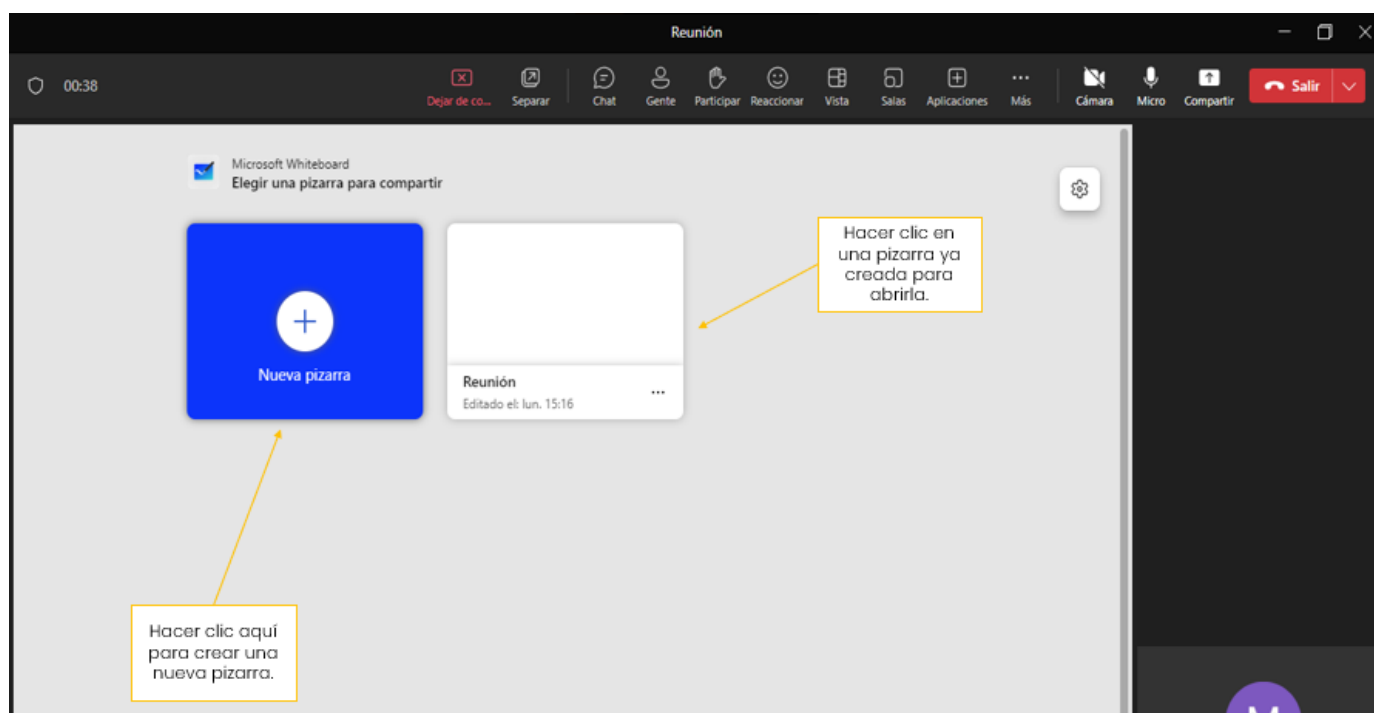 Reunión
00:38
Dejar de co...
Separar
Chat
Gente
Participar
Reaccionar
Vista
Salas
Aplicaciones
Más
Cámara
Micro
Compartir
Salir
Microsoft Whiteboard
Elegir una pizarra para compartir
Hacer clic en
una pizarra ya
creada para
abrirla.
Nueva pizarra
Reunión
Editado el: lun. 15:16
Hacer clic aquí
para crear una
nueva pizarra.
M